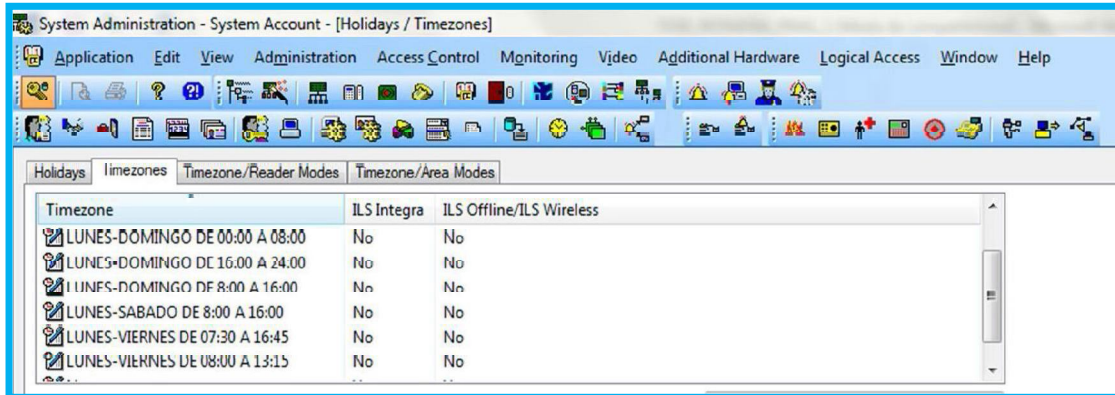 System Administration - System Account - [Holidays / Timezones]
Application Edit View Administration Access Control Monitoring Video Additional Hardware Logical Access Window Help
Holidays Timezones Timezone/Reader Modes Timezone/Area Modes
Timezone ILS Integra ILS Offline/ILS Wireless
LUNES-DOMINGO DE 00:00 A 08:00 No No
LUNES-DOMINGO DE 16:00 A 24:00 No No
LUNES-DOMINGO DE 8:00 A 16:00 No No
LUNES-SABADO DE 8:00 A 16:00 No No
LUNES-VIERNES DE 07:30 A 16:45 No No
LUNES-VIERNES DE 08:00 A 13:15 No No